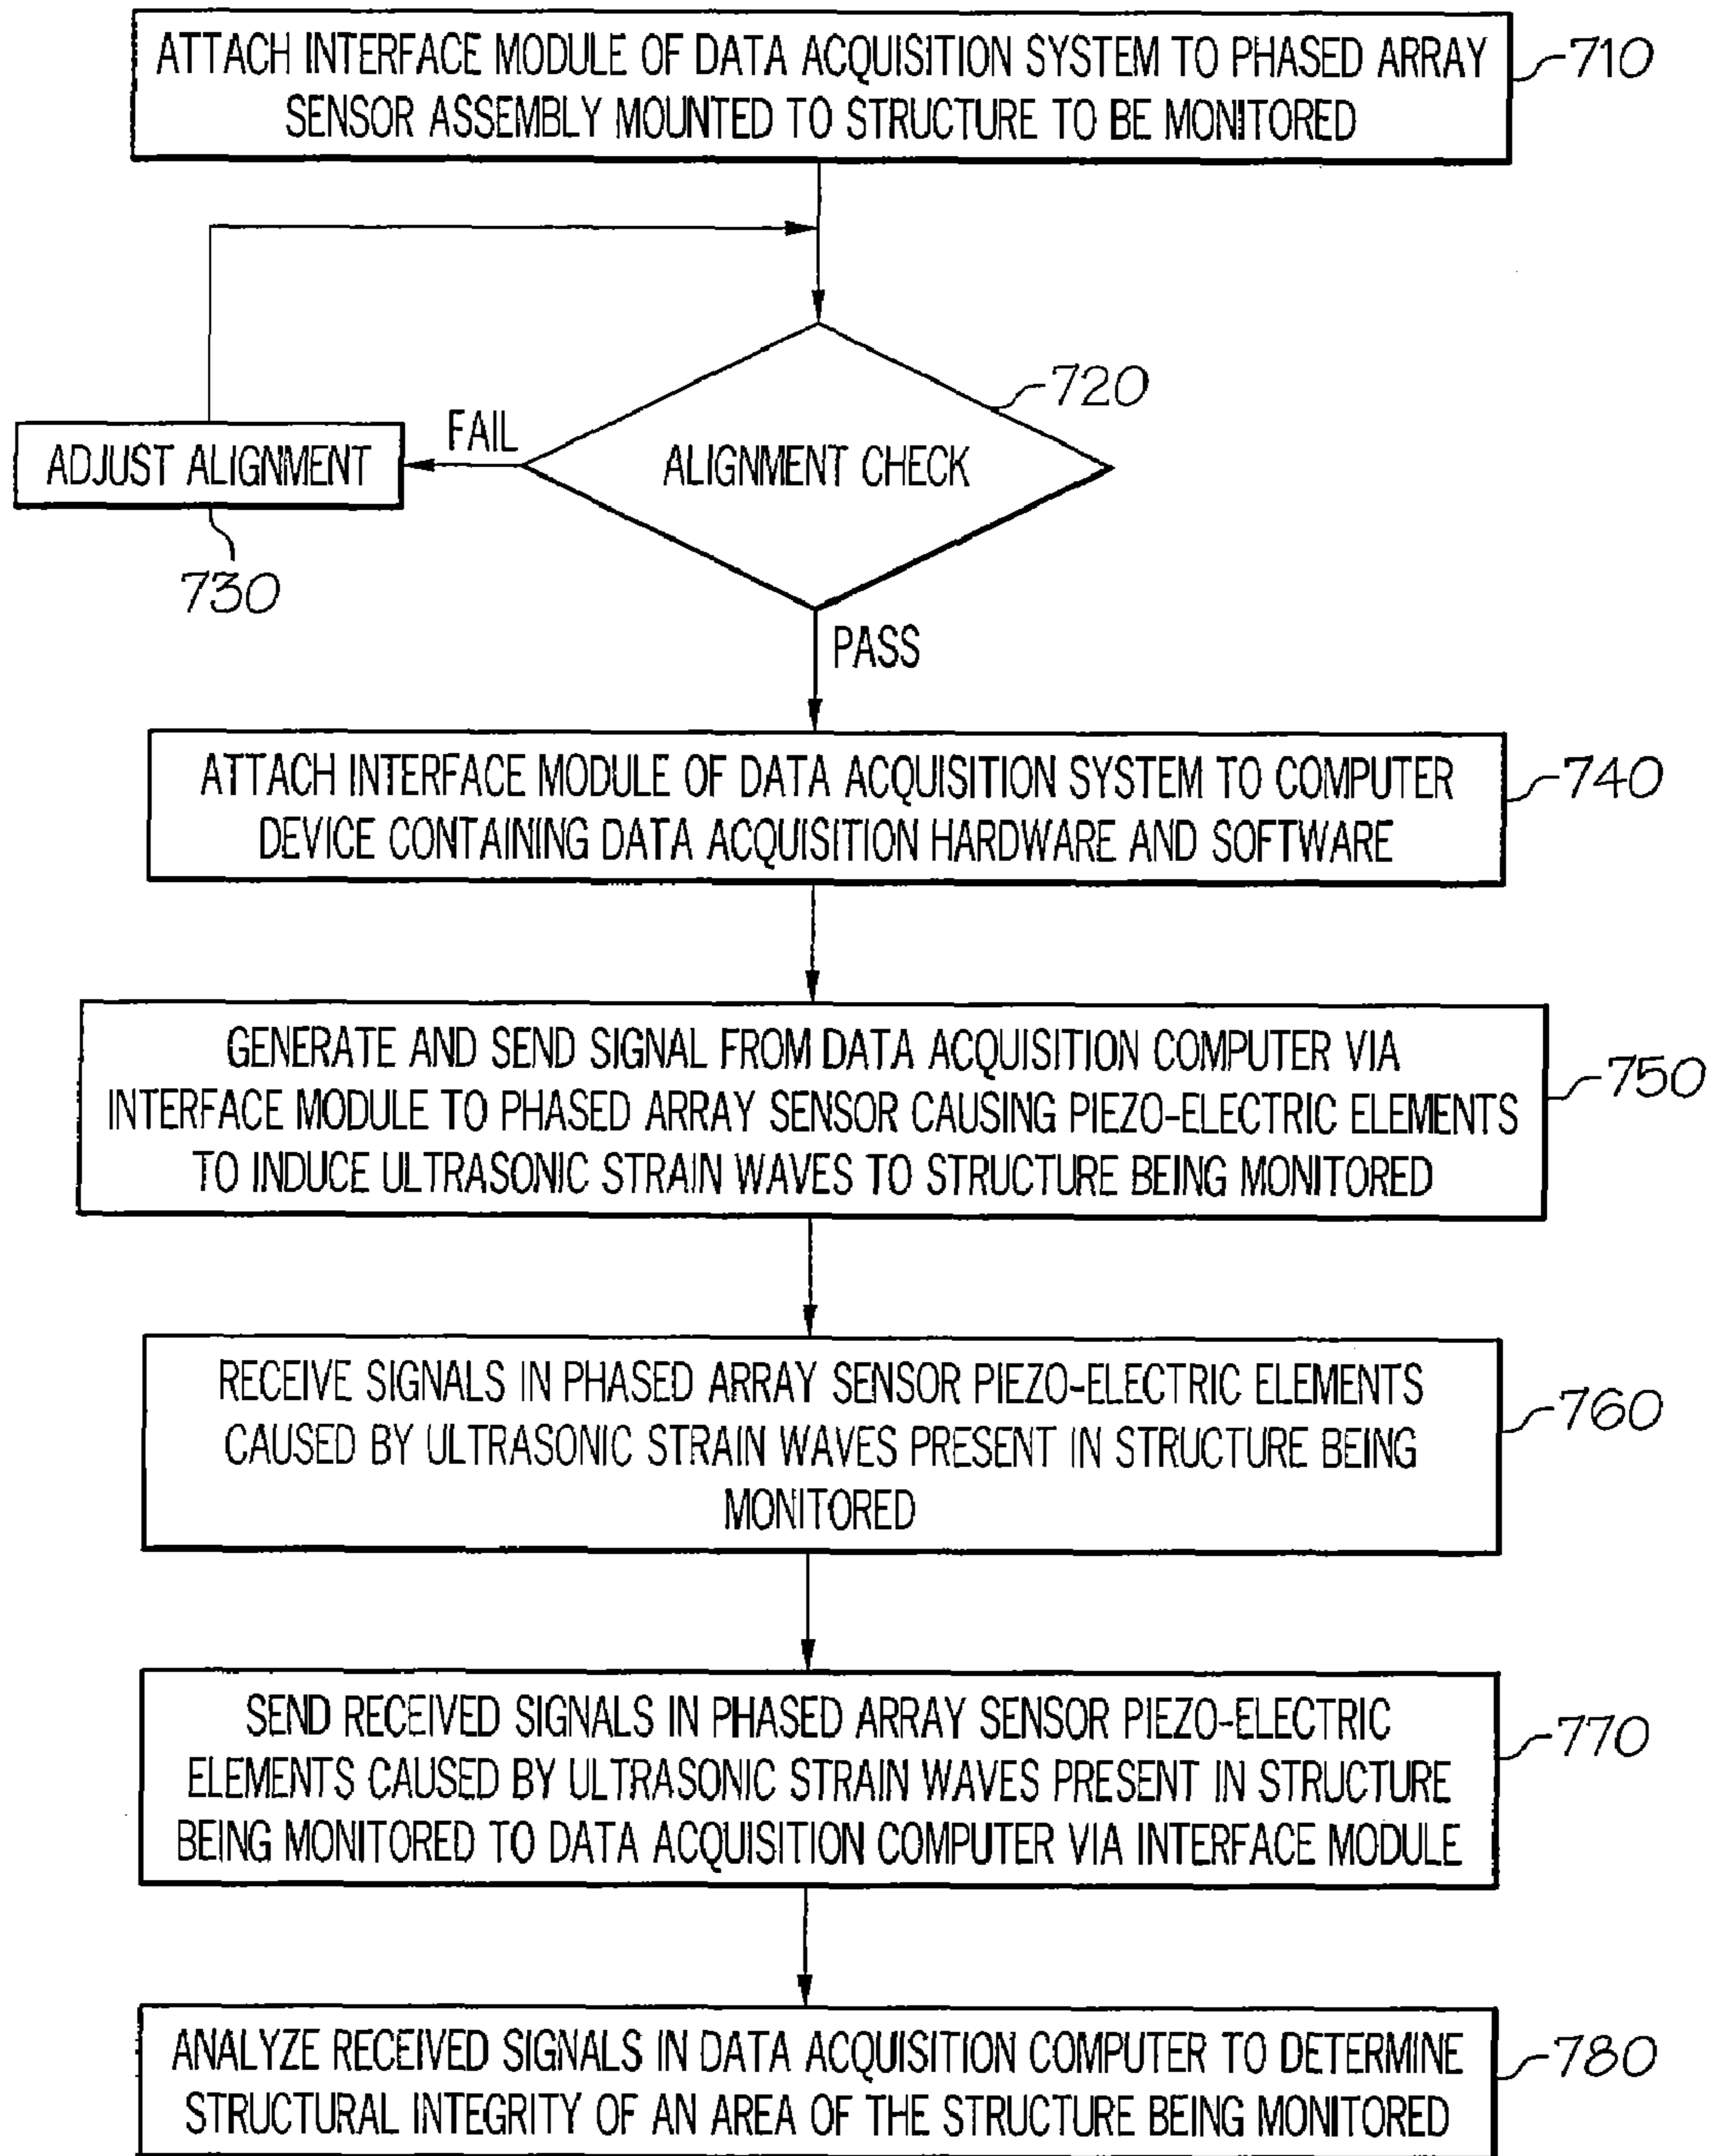 ATTACH INTERFACE MODULE OF DATA ACQUISITION SYSTEM TO PHASED ARRAY
SENSOR ASSEMBLY MOUNTED TO STRUCTURE TO BE MONITORED
710
720
ALIGNMENT CHECK
FAIL
ADJUST ALIGNMENT
730
PASS
ATTACH INTERFACE MODULE OF DATA ACQUISITION SYSTEM TO COMPUTER
DEVICE CONTAINING DATA ACQUISITION HARDWARE AND SOFTWARE
740
GENERATE AND SEND SIGNAL FROM DATA ACQUISITION COMPUTER VIA
INTERFACE MODULE TO PHASED ARRAY SENSOR CAUSING PIEZO-ELECTRIC ELEMENTS
TO INDUCE ULTRASONIC STRAIN WAVES TO STRUCTURE BEING MONITORED
750
RECEIVE SIGNALS IN PHASED ARRAY SENSOR PIEZO-ELECTRIC ELEMENTS
CAUSED BY ULTRASONIC STRAIN WAVES PRESENT IN STRUCTURE BEING
MONITORED
760
SEND RECEIVED SIGNALS IN PHASED ARRAY SENSOR PIEZO-ELECTRIC
ELEMENTS CAUSED BY ULTRASONIC STRAIN WAVES PRESENT IN STRUCTURE
BEING MONITORED TO DATA ACQUISITION COMPUTER VIA INTERFACE MODULE
770
ANALYZE RECEIVED SIGNALS IN DATA ACQUISITION COMPUTER TO DETERMINE
STRUCTURAL INTEGRITY OF AN AREA OF THE STRUCTURE BEING MONITORED
780